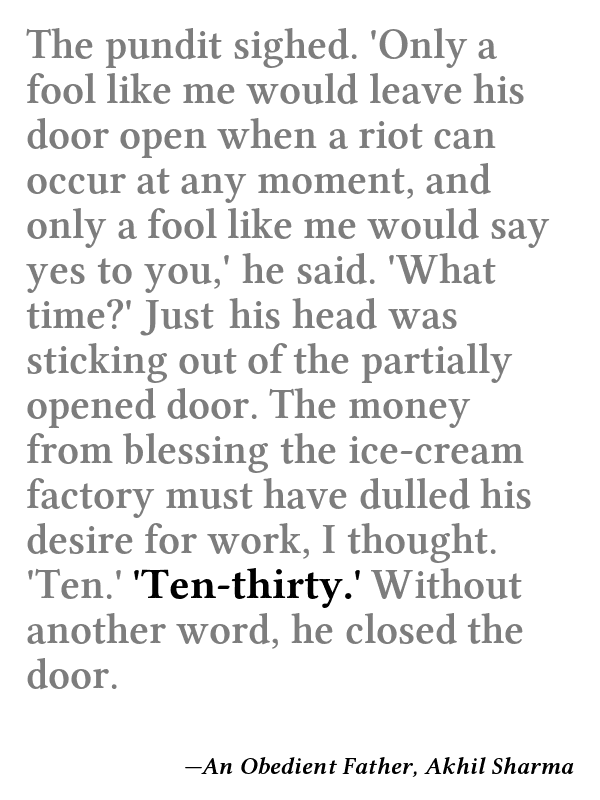 The pundit sighed. 'Only a
fool like me would leave his
door open when a riot can
occur at any moment, and
only a fool like me would say
yes to you,' he said. 'What
time?' Just his head was
sticking out of the partially
opened door. The money
from blessing the ice-cream
factory must have dulled his
desire for work, I thought.
'Ten.' 'Ten-thirty.' Without
another word, he closed the
door.
—An Obedient Father, Akhil Sharma